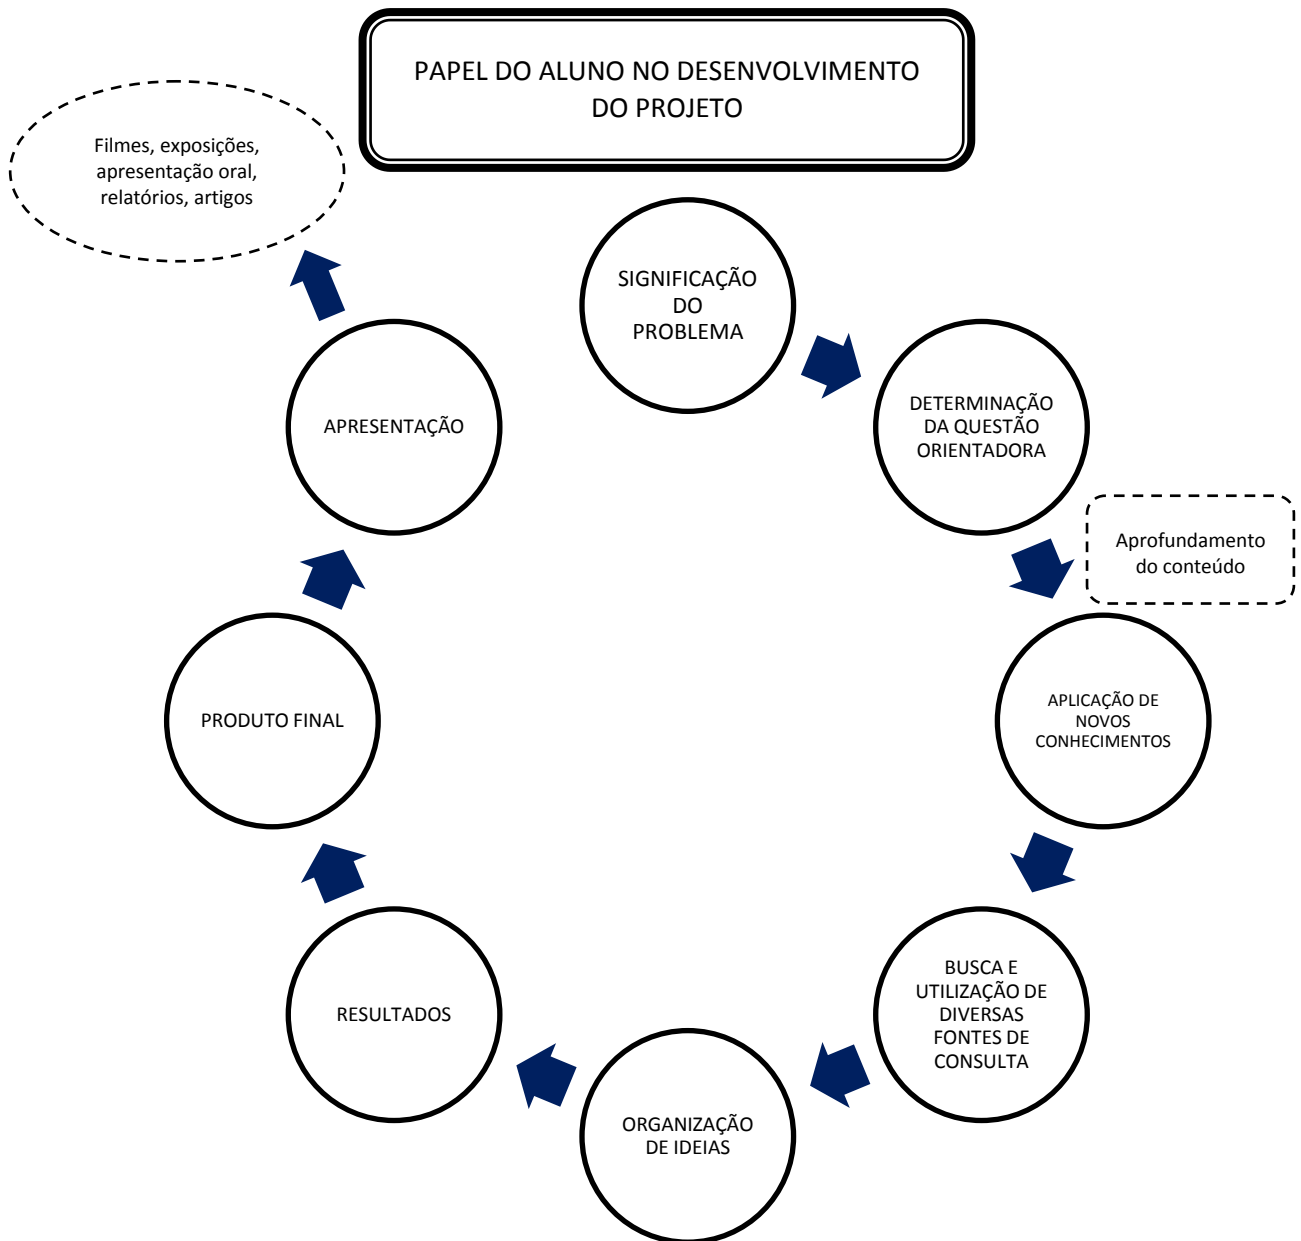 PAPEL DO ALUNO NO DESENVOLVIMENTO
DO PROJETO
Filmes, exposições,
apresentação oral,
relatórios, artigos
SIGNIFICAÇÃO
DO
PROBLEMA
DETERMINAÇÃO
DA QUESTÃO
ORIENTADORA
Aprofundamento
do conteúdo
APLICAÇÃO DE
NOVOS
CONHECIMENTOS
BUSCA E
UTILIZAÇÃO DE
DIVERSAS
FONTES DE
CONSULTA
ORGANIZAÇÃO
DE IDEIAS
RESULTADOS
PRODUTO FINAL
APRESENTAÇÃO